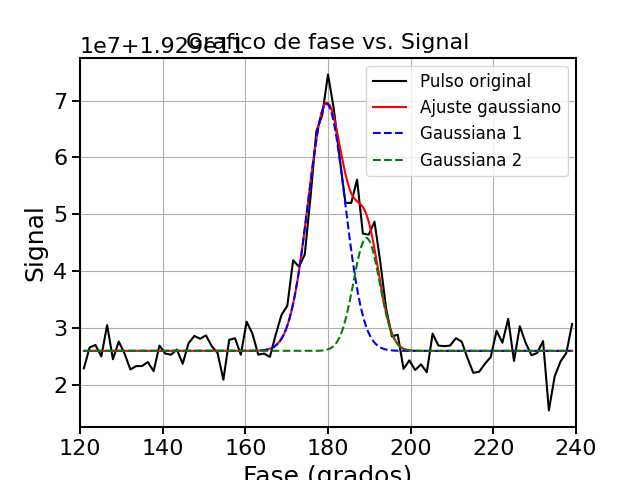 1e7+1.929e11
Grafico de fase vs. Signal
Pulso original
Ajuste gaussiano
Gaussiana 1
Gaussiana 2
7
6
5
4
3
2
Signal
120 140 160 180 200 220 240
Fase (grados)